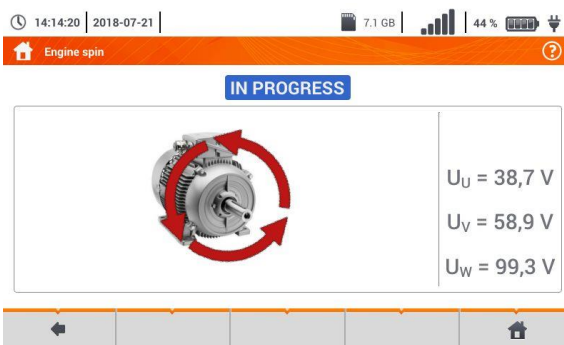 14:14:20 2018-07-21 7.1 GB 44 %
Engine spin ?
IN PROGRESS
UU = 38,7 V
UV = 58,9 V
UW = 99,3 V